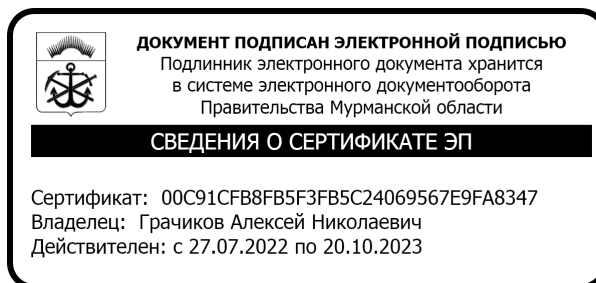 ДОКУМЕНТ ПОДПИСАН ЭЛЕКТРОННОЙ ПОДПИСЬЮ
Подлинник электронного документа хранится
в системе электронного документооборота
Правительства Мурманской области
СВЕДЕНИЯ О СЕРТИФИКАТЕ ЭП
Сертификат: 00C91CFB8FB5F3FB5C24069567E9FA8347
Владелец: Грачиков Алексей Николаевич
Действителен: с 27.07.2022 по 20.10.2023